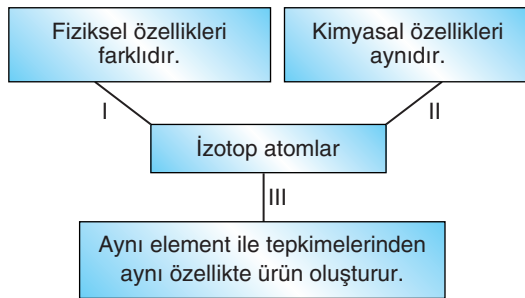 Fiziksel özellikleri
farklıdır.
Kimyasal özellikleri
aynıdır.
I
II
İzotop atomlar
III
Aynı element ile tepkimelerinden
aynı özellikte ürün oluşturur.